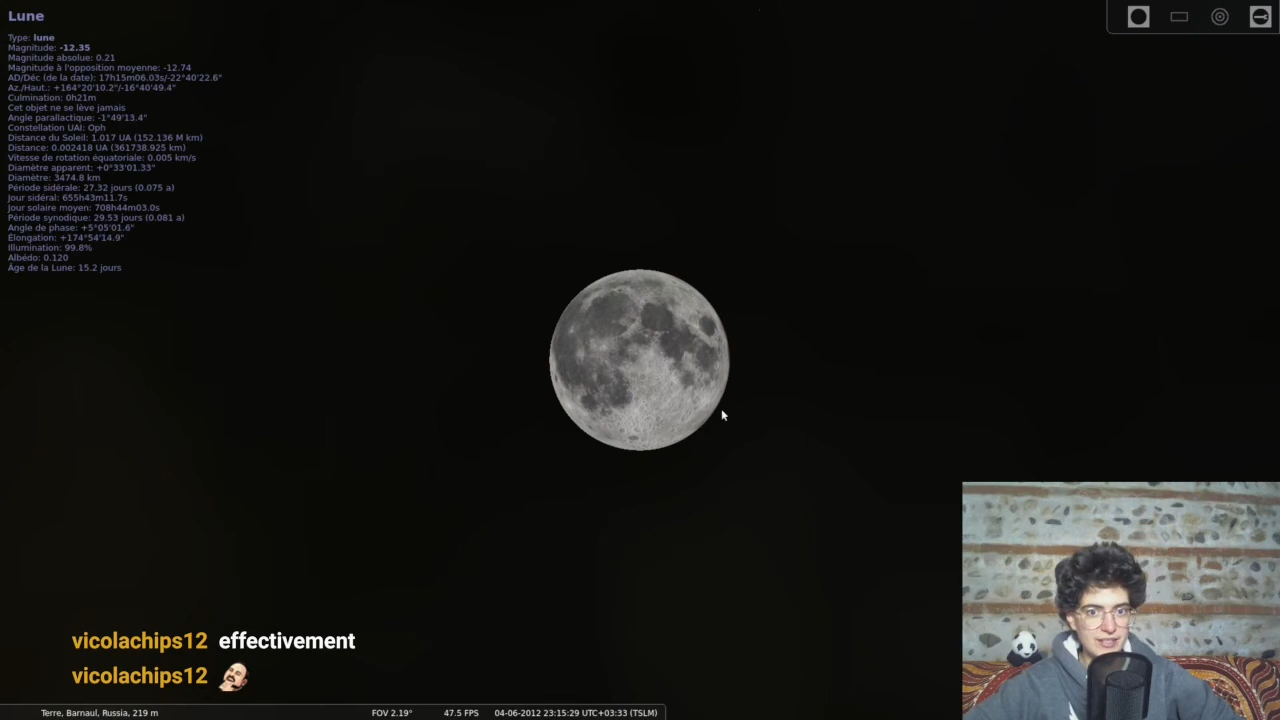 Lune
Type: lune
Magnitude: -12.35
Magnitude absolue: 0.21
Magnitude à l'opposition moyenne: -12.74
AD/Déc (de la date): 17h15m06.03s/-22°40'22.6"
Az./Haut.: +164°20'10.2"/-16°40'49.4"
Culmination: 0h21m
Cet objet ne se lève jamais
Angle parallactique: -1°49'13.4"
Constellation UAI: Oph
Distance du Soleil: 1.017 UA (152.136 M km)
Distance: 0.002418 UA (361738.925 km)
Vitesse de rotation équatoriale: 0.005 km/s
Diamètre apparent: +0°33'01.33"
Diamètre: 3474.8 km
Période sidérale: 27.32 jours (0.075 a)
Jour sidéral: 655h43m11.7s
Jour solaire moyen: 708h44m03.0s
Période synodique: 29.53 jours (0.081 a)
Angle de phase: +5°05'01.6"
Élongation: +174°54'14.9"
Illumination: 99.8%
Albédo: 0.120
Âge de la Lune: 15.2 jours
vicolachips12 effectivement
vicolachips12
Terre, Barnaul, Russia, 219 m FOV 2.19° 47.5 FPS 04-06-2012 23:15:29 UTC+03:33 (TSLM)